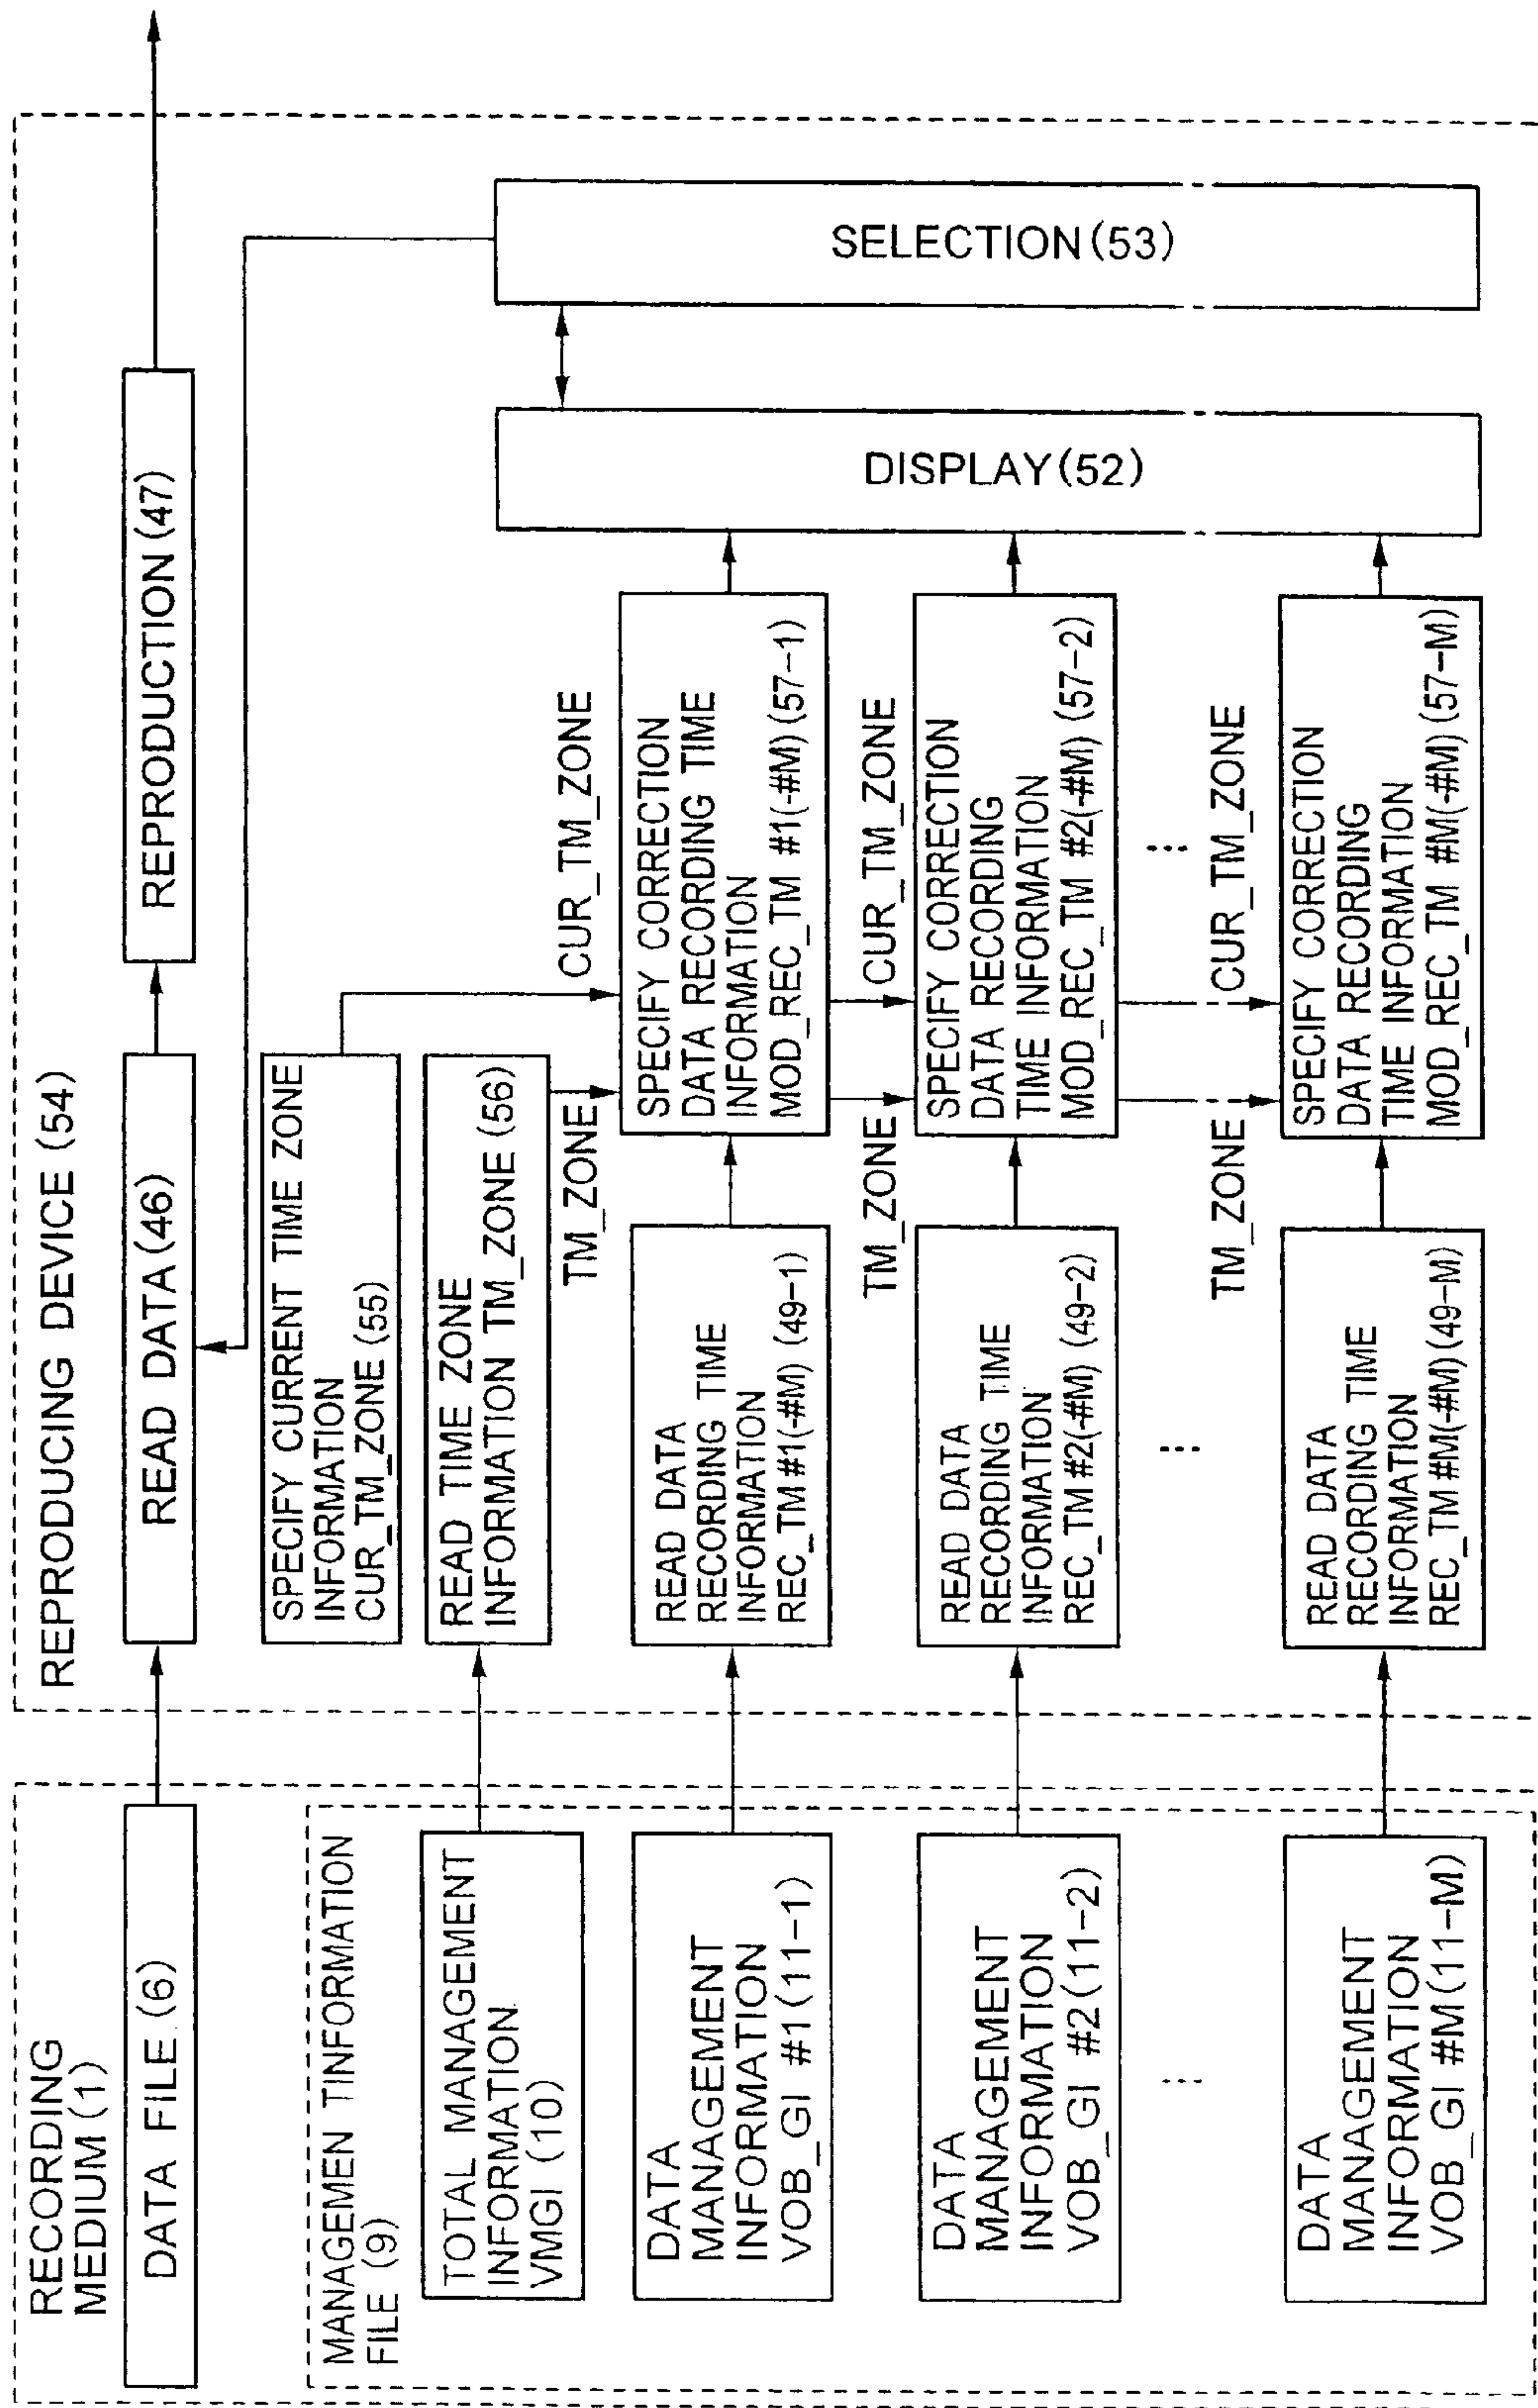 RECORDING
MEDIUM (1)
DATA FILE (6)
MANAGEMEN TINFORMATION
FILE (9)
TOTAL MANAGEMENT
INFORMATION
VMGI (10)
DATA
MANAGEMENT
INFORMATION
VOB_GI #1 (11-1)
DATA
MANAGEMENT
INFORMATION
VOB_GI #2 (11-2)
...
DATA
MANAGEMENT
INFORMATION
VOB_GI #M (11-M)
REPRODUCING DEVICE (54)
READ DATA (46)
REPRODUCTION (47)
SPECIFY CURRENT TIME ZONE
INFORMATION
CUR_TM_ZONE (55)
READ TIME ZONE
INFORMATION TM_ZONE (56)
TM_ZONE
CUR_TM_ZONE
READ DATA
RECORDING TIME
INFORMATION
REC_TM #1(-#M) (49-1)
SPECIFY CORRECTION
DATA RECORDING TIME
INFORMATION
MOD_REC_TM #1(-#M) (57-1)
TM_ZONE
CUR_TM_ZONE
READ DATA
RECORDING TIME
INFORMATION
REC_TM #2(-#M) (49-2)
SPECIFY CORRECTION
DATA RECORDING
TIME INFORMATION
MOD_REC_TM #2(-#M) (57-2)
...
...
TM_ZONE
CUR_TM_ZONE
READ DATA
RECORDING TIME
INFORMATION
REC_TM #M(-#M) (49-M)
SPECIFY CORRECTION
DATA RECORDING
TIME INFORMATION
MOD_REC_TM #M(-#M) (57-M)
DISPLAY (52)
SELECTION (53)